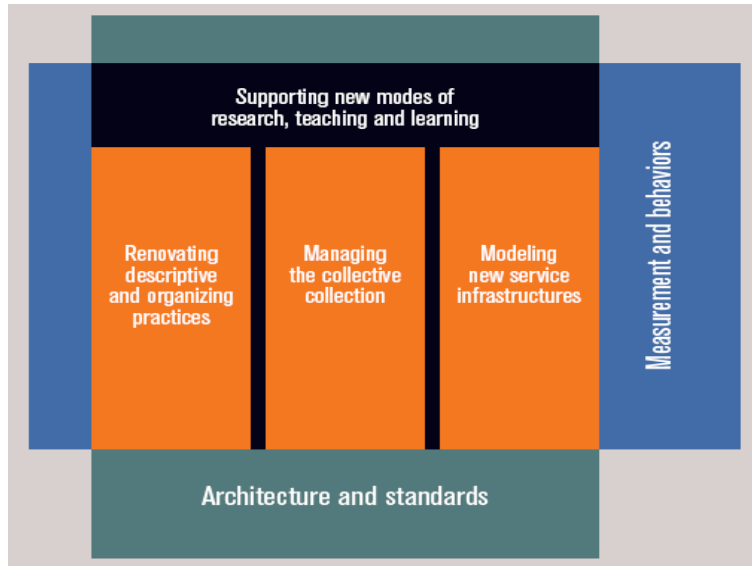 Supporting new modes of
research, teaching and learning
Renovating
descriptive
and organizing
practices
Managing
the collective
collection
Modeling
new service
infrastructures
Measurement and behaviors
Architecture and standards